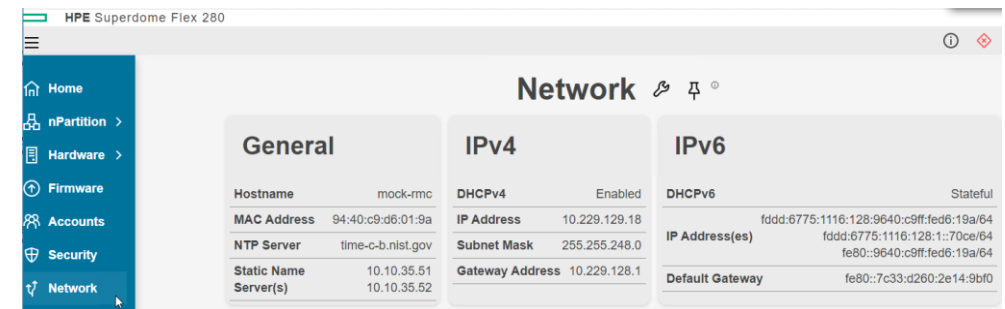 HPE Superdome Flex 280
Home
nPartition
Hardware
Firmware
Accounts
Security
Network
Network
General
Hostname mock-rmc
MAC Address 94:40:c9:d6:01:9a
NTP Server time-c-b.nist.gov
Static Name Server(s) 10.10.35.51
10.10.35.52
IPv4
DHCPv4 Enabled
IP Address 10.229.129.18
Subnet Mask 255.255.248.0
Gateway Address 10.229.128.1
IPv6
DHCPv6 Stateful
IP Address(es) fddd:6775:1116:128:9640:c9ff:fed6:19a/64
fddd:6775:1116:128:1::70ce/64
fe80::9640:c9ff:fed6:19a/64
Default Gateway fe80::7c33:d260:2e14:9bf0